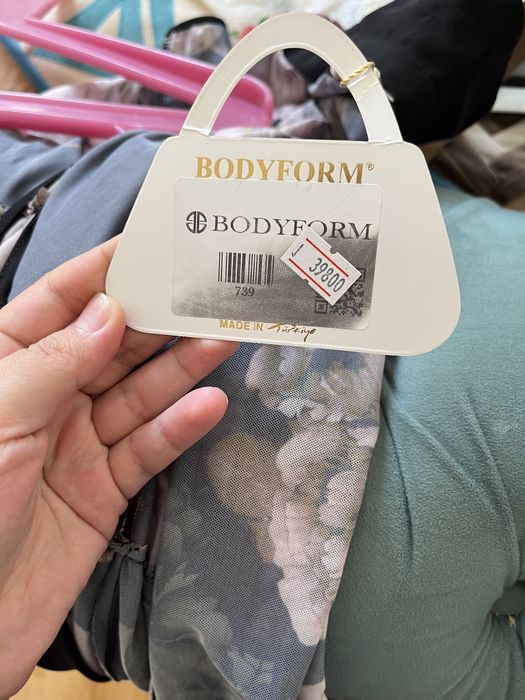 BODYFORM®
BODYFORM
J 39800
739
MADE IN Türkiye